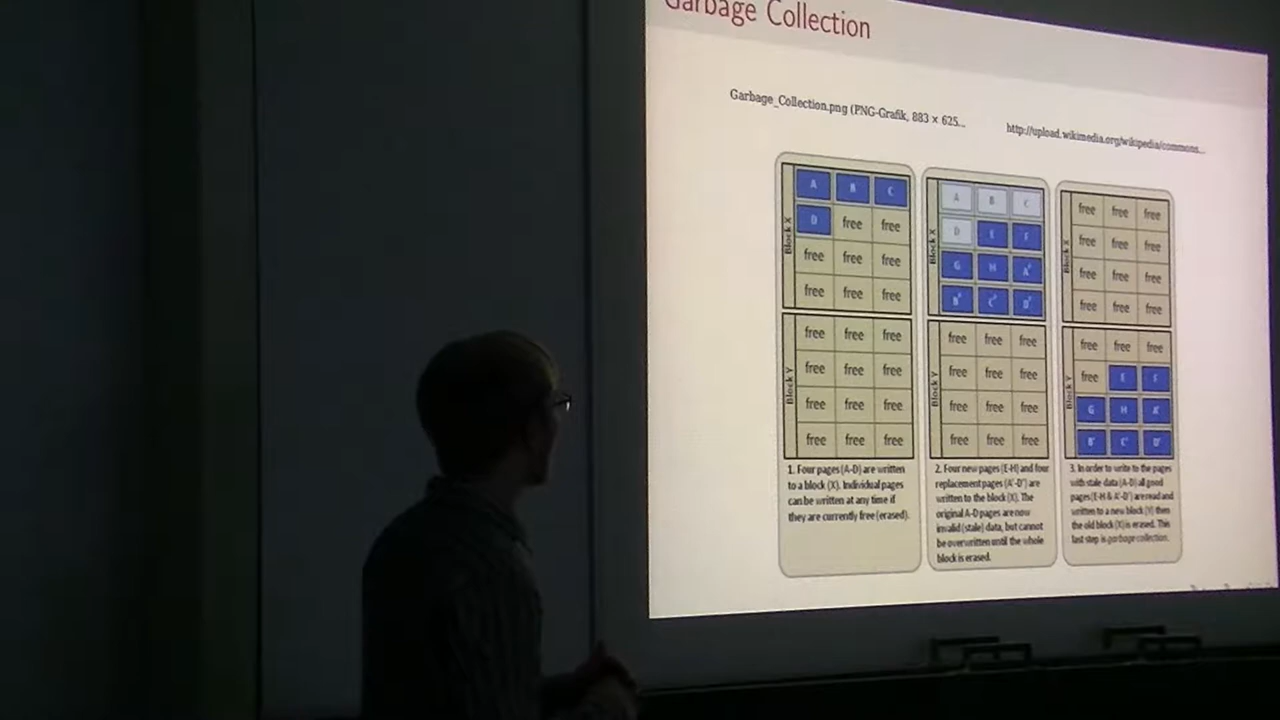 Garbage Collection
Garbage_Collection.png (PNG-Grafik, 883 × 625...
http://upload.wikimedia.org/wikipedia/commons...
Block X
A B C
D free free
free free free
free free free
Block Y
free free free
free free free
free free free
free free free
1. Four pages (A-D) are written
to a block (X). Individual pages
can be written at any time if
they are currently free (erased).
Block X
A B C
D E F
G H A'
B' C' D'
Block Y
free free free
free free free
free free free
free free free
2. Four new pages (E-H) and four
replacement pages (A'-D') are
written to the block (X). The
original A-D pages are now
invalid (stale) data, but cannot
be overwritten until the whole
block is erased.
Block X
free free free
free free free
free free free
free free free
Block Y
free free free
free E F
G H A'
B' C' D'
3. In order to write to the pages
with stale data (A-D) all good
pages (E-H & A'-D') are read and
written to a new block (Y) then
the old block (X) is erased. This
last step is garbage collection.